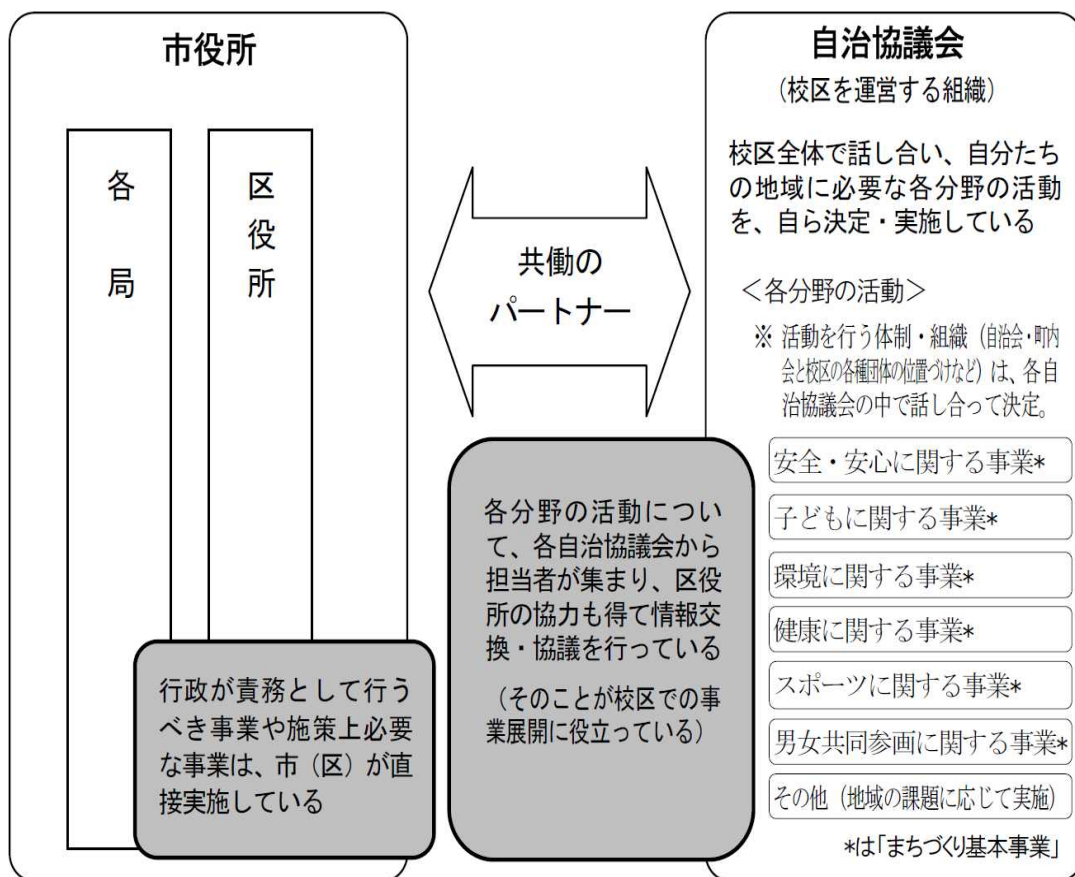 市役所
各局
区役所
行政が責務として行う
べき事業や施策上必要
な事業は、市（区）が直
接実施している
共働の
パートナー
各分野の活動につい
て、各自治協議会から
担当者が集まり、区役
所の協力も得て情報交
換・協議を行っている
（そのことが校区での事
業展開に役立っている）
自治協議会
（校区を運営する組織）
校区全体で話し合い、自分たち
の地域に必要な各分野の活動
を、自ら決定・実施している
＜各分野の活動＞
※ 活動を行う体制・組織（自治会・町内
会と校区の各種団体の位置づけなど）は、各自
治協議会の中で話し合って決定。
安全・安心に関する事業*
子どもに関する事業*
環境に関する事業*
健康に関する事業*
スポーツに関する事業*
男女共同参画に関する事業*
その他（地域の課題に応じて実施）
*は「まちづくり基本事業」